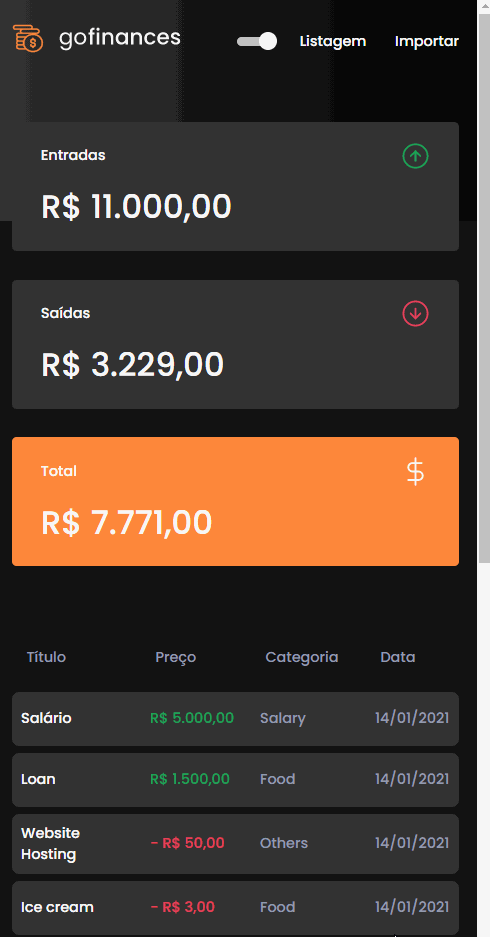 gofinances
Listagem
Importar
Entradas
R$ 11.000,00
Saídas
R$ 3.229,00
Total
R$ 7.771,00
Título Preço Categoria Data
Salário R$ 5.000,00 Salary 14/01/2021
Loan R$ 1.500,00 Food 14/01/2021
Website
Hosting - R$ 50,00 Others 14/01/2021
Ice cream - R$ 3,00 Food 14/01/2021